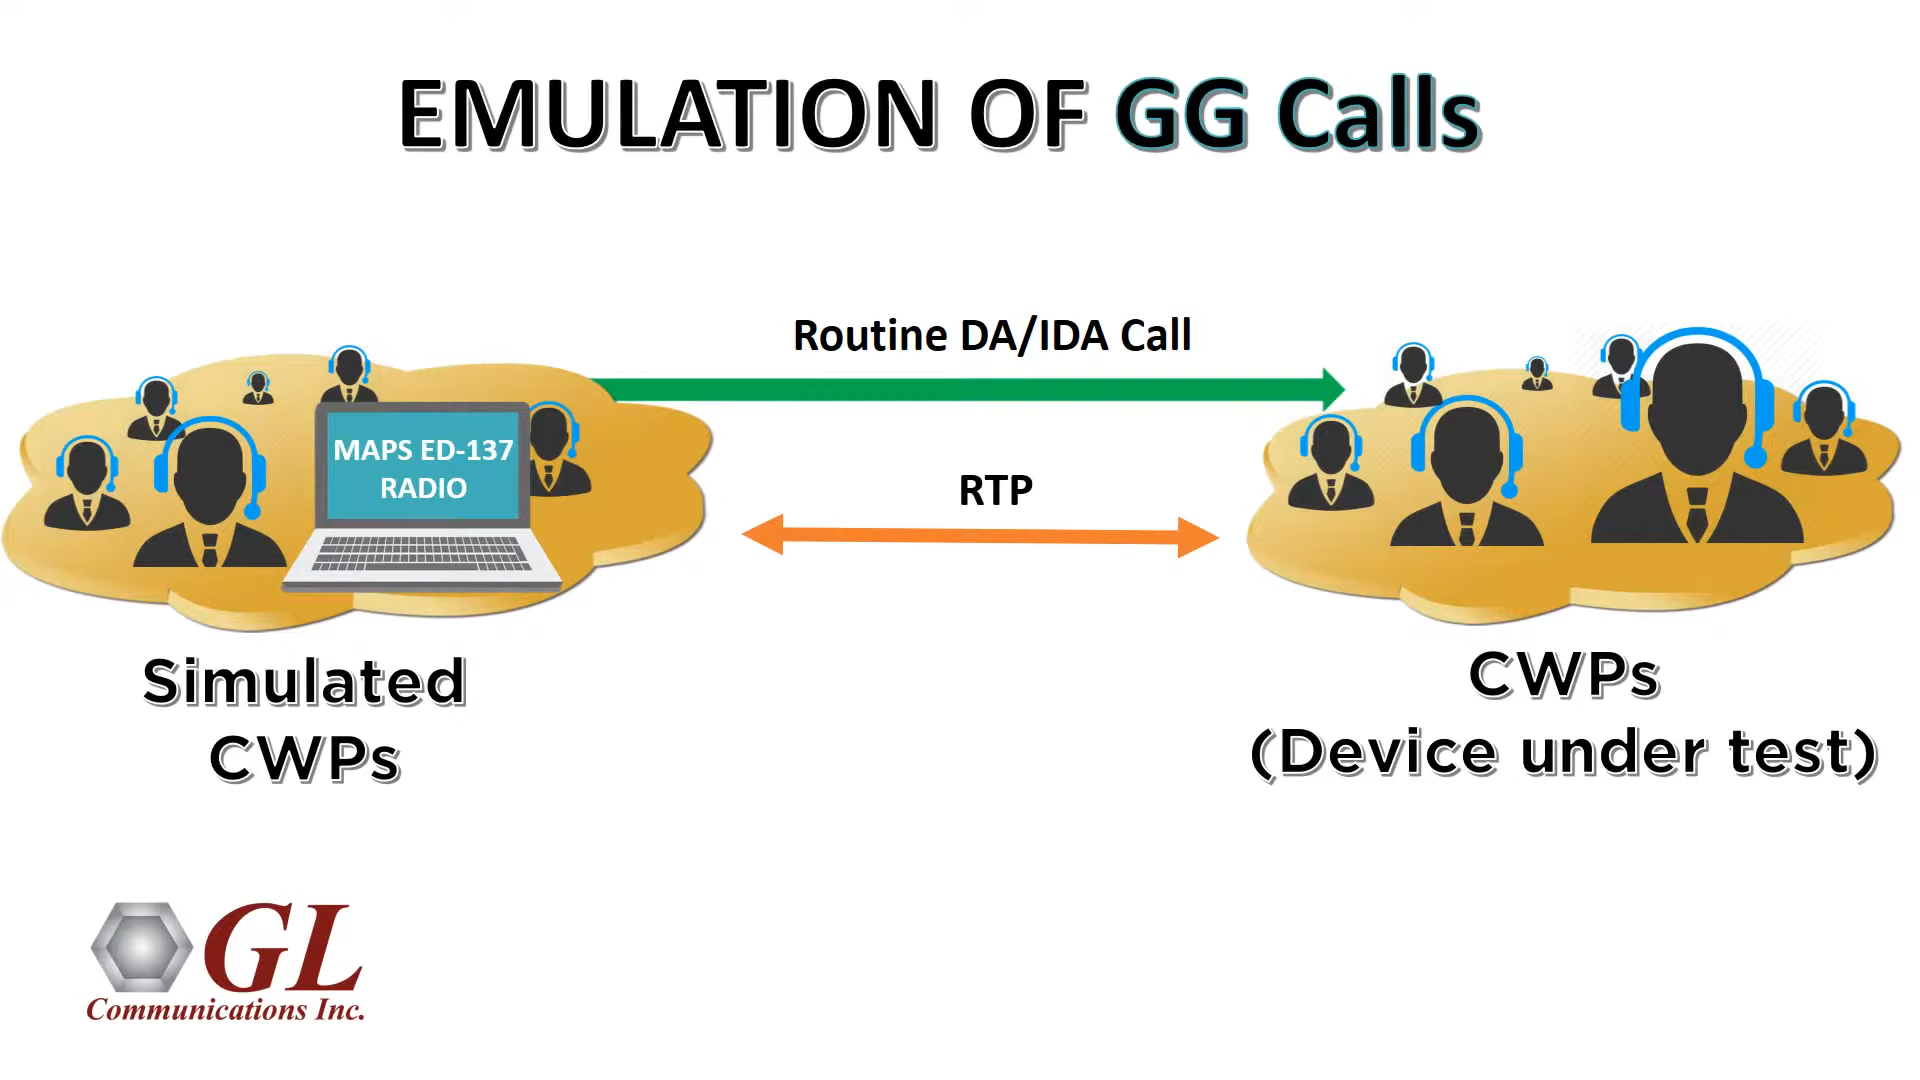 EMULATION OF GG Calls
Routine DA/IDA Call
MAPS ED-137
RADIO
RTP
Simulated
CWPs
CWPs
(Device under test)
GL
Communications Inc.